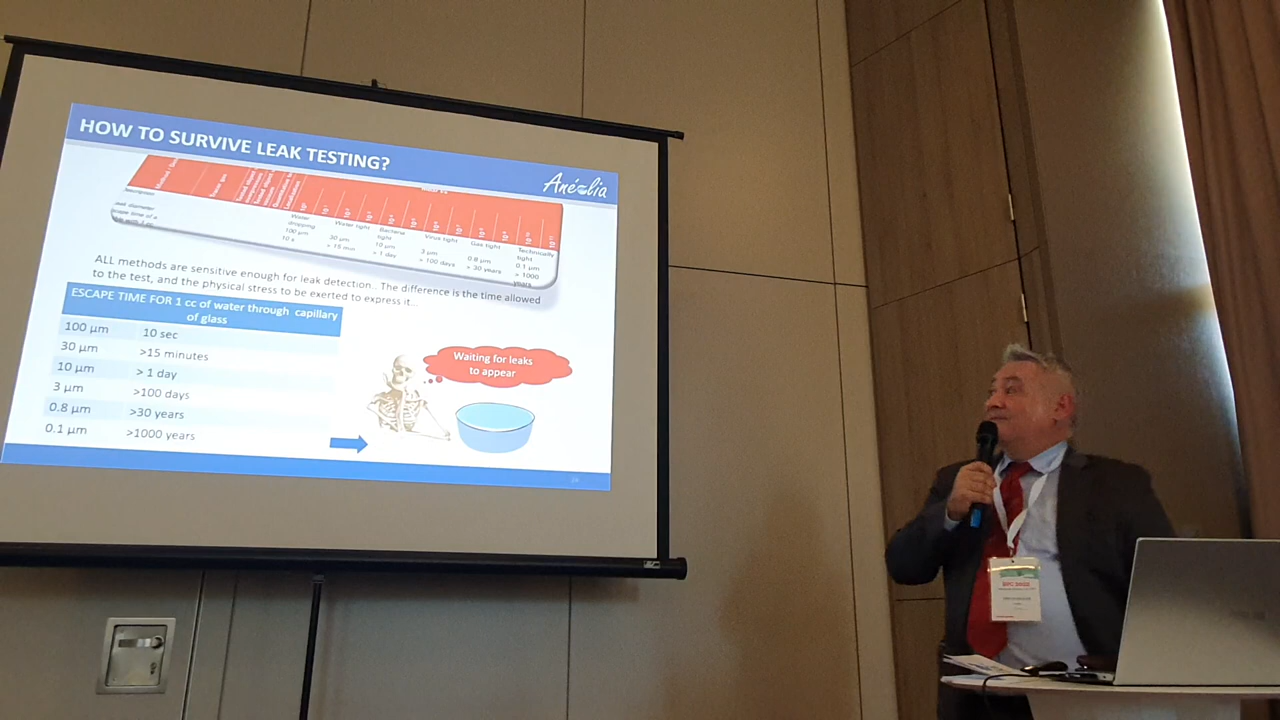 HOW TO SURVIVE LEAK TESTING?
Anéolia
Water dripping 100 µm 10 s
Water tight 30 µm > 15 min
Bacteria tight 10 µm > 1 day
Virus tight 3 µm > 100 days
Gas tight 0.8 µm > 30 years
Technically tight 0.1 µm > 1000 years
ALL methods are sensitive enough for leak detection.. The difference is the time allowed
to the test, and the physical stress to be exerted to express it...
ESCAPE TIME FOR 1 cc of water through capillary
of glass
100 µm 10 sec
30 µm >15 minutes
10 µm > 1 day
3 µm >100 days
0.8 µm >30 years
0.1 µm >1000 years
Waiting for leaks
to appear